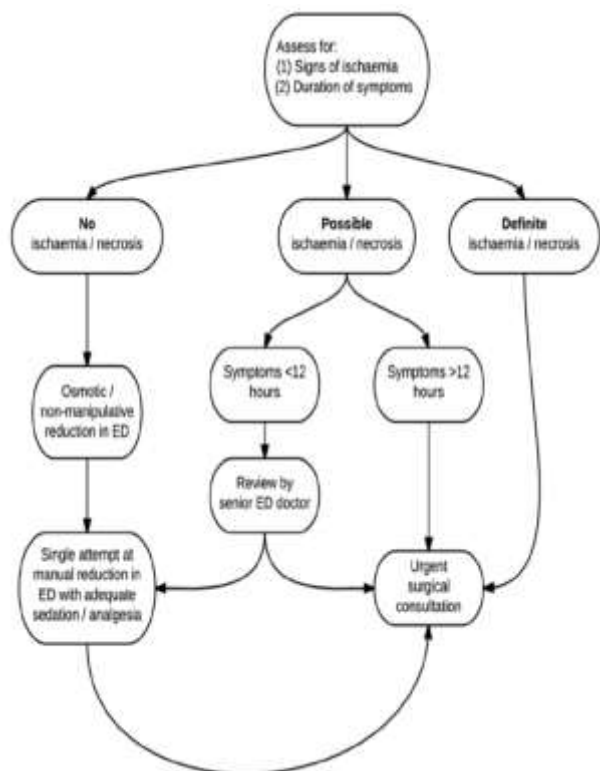 Assess for:
(1) Signs of ischaemia
(2) Duration of symptoms
No
ischaemia / necrosis
Possible
ischaemia / necrosis
Definite
ischaemia / necrosis
Symptoms <12
hours
Symptoms >12
hours
Osmotic /
non-manipulative
reduction in ED
Review by
senior ED doctor
Single attempt at
manual reduction in
ED with adequate
sedation / analgesia
Urgent
surgical
consultation